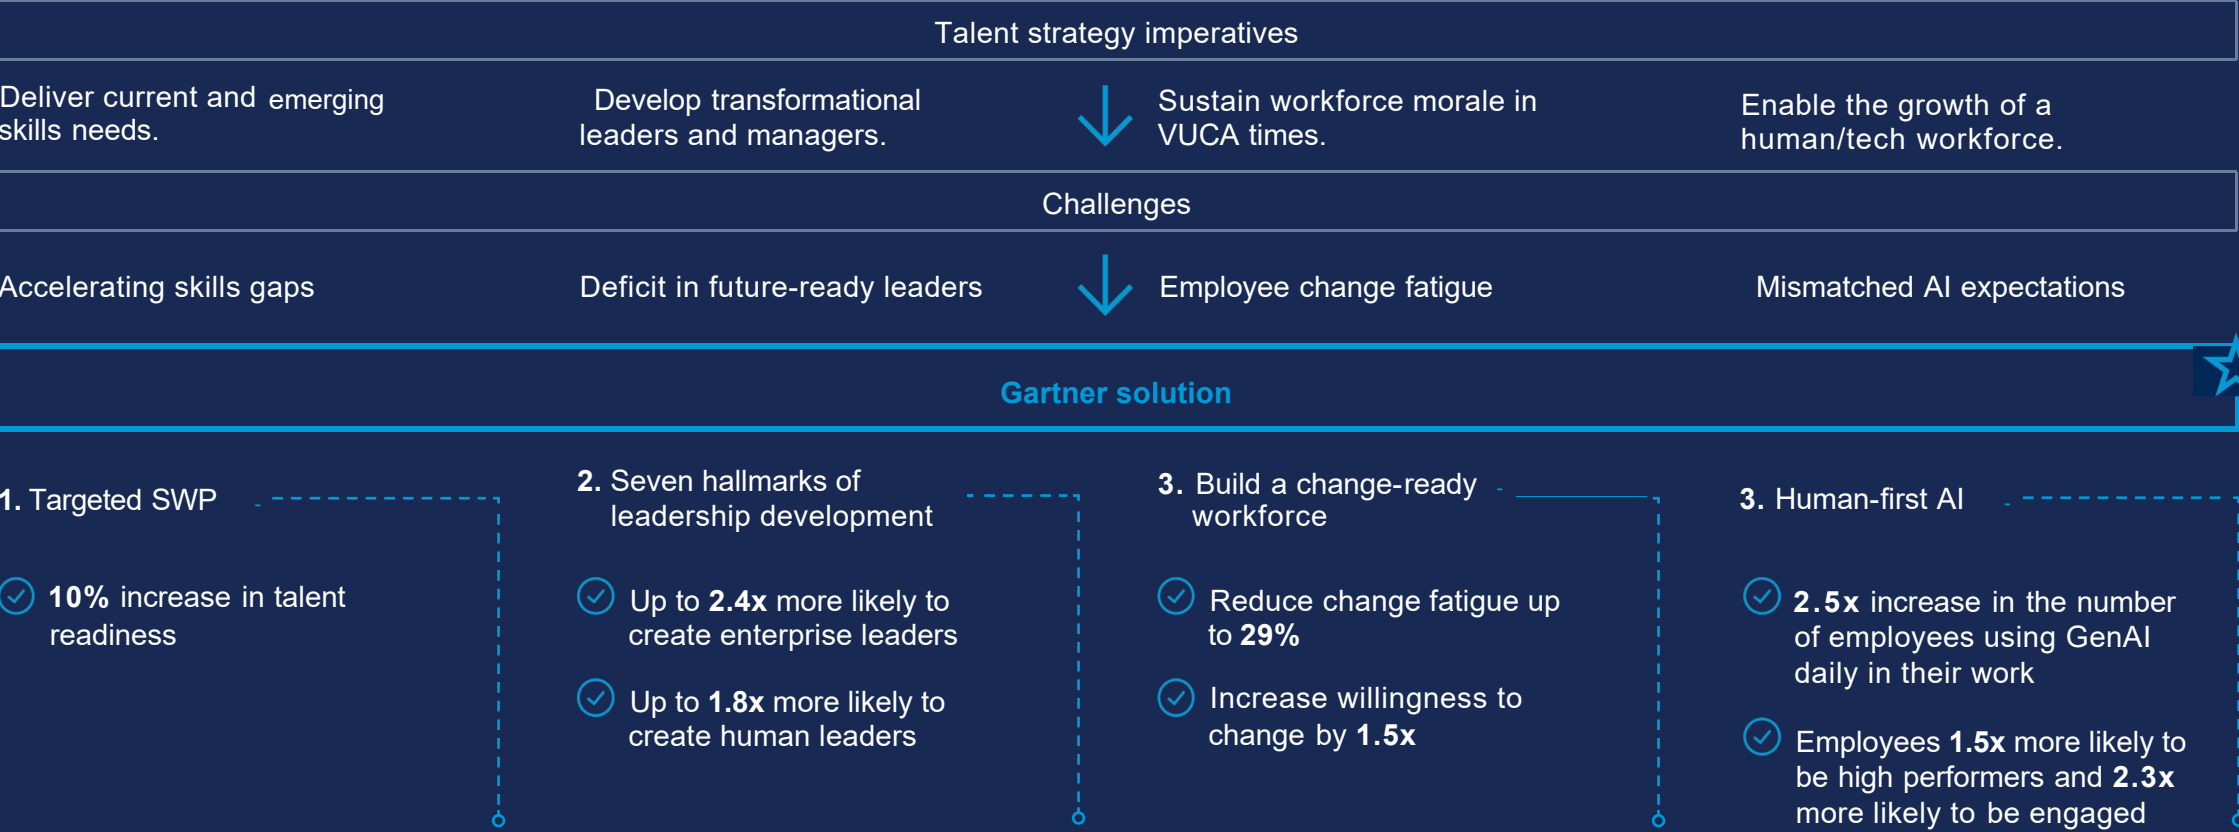 Talent strategy imperatives
Deliver current and emerging
skills needs.
Develop transformational
leaders and managers.
Sustain workforce morale in
VUCA times.
Enable the growth of a
human/tech workforce.
Challenges
Accelerating skills gaps
Deficit in future-ready leaders
Employee change fatigue
Mismatched AI expectations
Gartner solution
1. Targeted SWP
10% increase in talent
readiness
2. Seven hallmarks of
leadership development
Up to 2.4x more likely to
create enterprise leaders
Up to 1.8x more likely to
create human leaders
3. Build a change-ready
workforce
Reduce change fatigue up
to 29%
Increase willingness to
change by 1.5x
3. Human-first AI
2.5x increase in the number
of employees using GenAI
daily in their work
Employees 1.5x more likely to
be high performers and 2.3x
more likely to be engaged